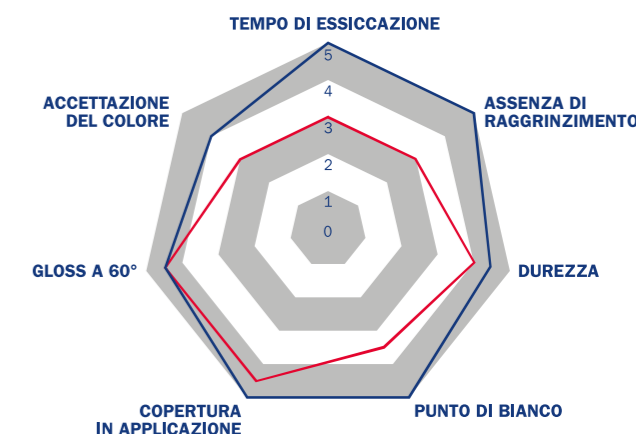 TEMPO DI ESSICCAZIONE
5
4
3
2
1
0
ACCETTAZIONE
DEL COLORE
ASSENZA DI
RAGGRINZIMENTO
GLOSS A 60°
DUREZZA
COPERTURA
IN APPLICAZIONE
PUNTO DI BIANCO